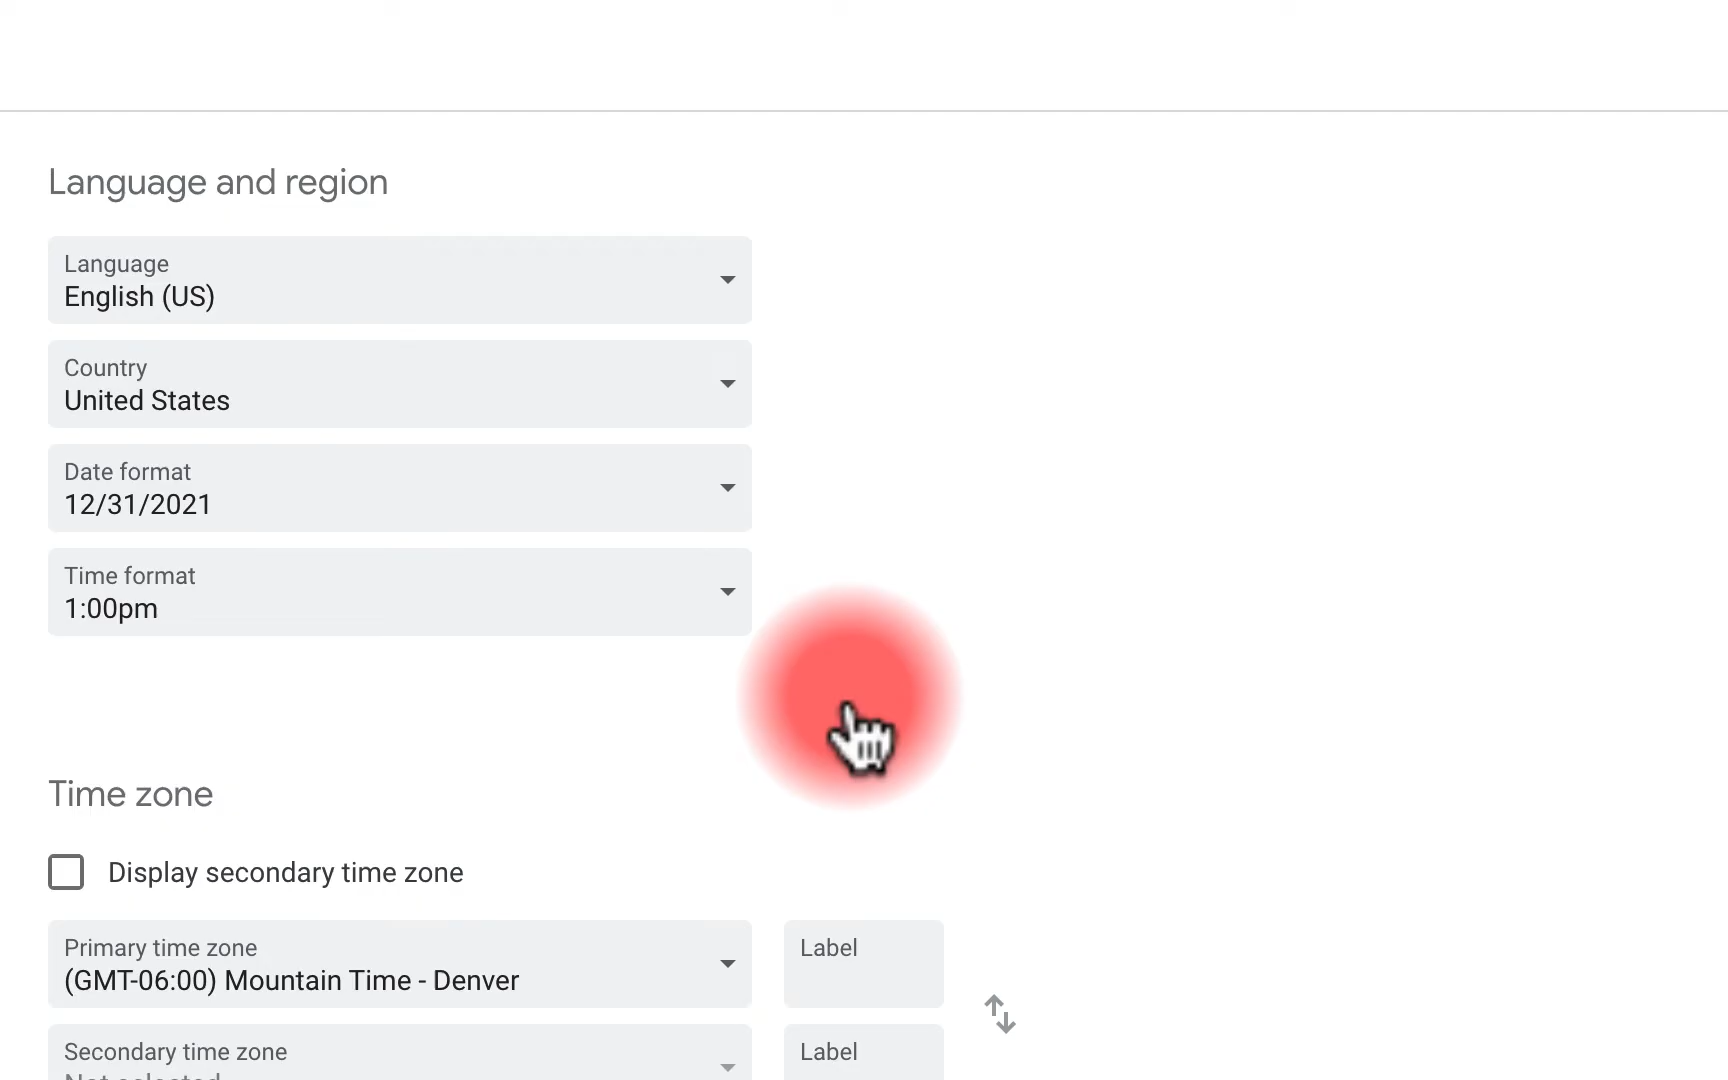 Language and region
Language
English (US)
Country
United States
Date format
12/31/2021
Time format
1:00pm
Time zone
Display secondary time zone
Primary time zone
(GMT-06:00) Mountain Time - Denver
Label
Secondary time zone
Label